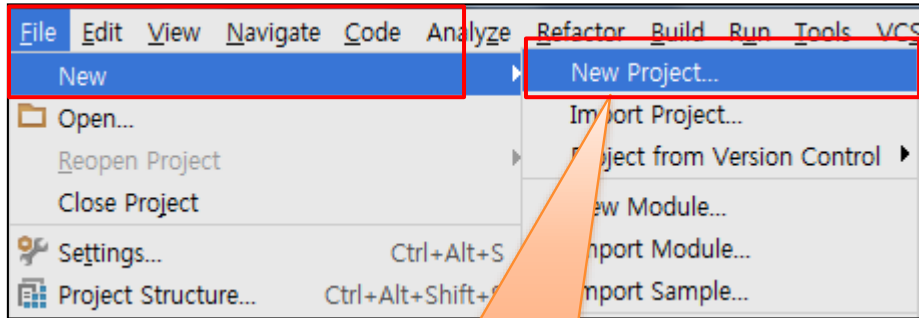 File Edit View Navigate Code Analyze Refactor Build Run Tools VCS
New
New Project...
Open...
Import Project...
Reopen Project
Project from Version Control
Close Project
New Module...
Settings... Ctrl+Alt+S
Import Module...
Project Structure... Ctrl+Alt+Shift+S
Import Sample...